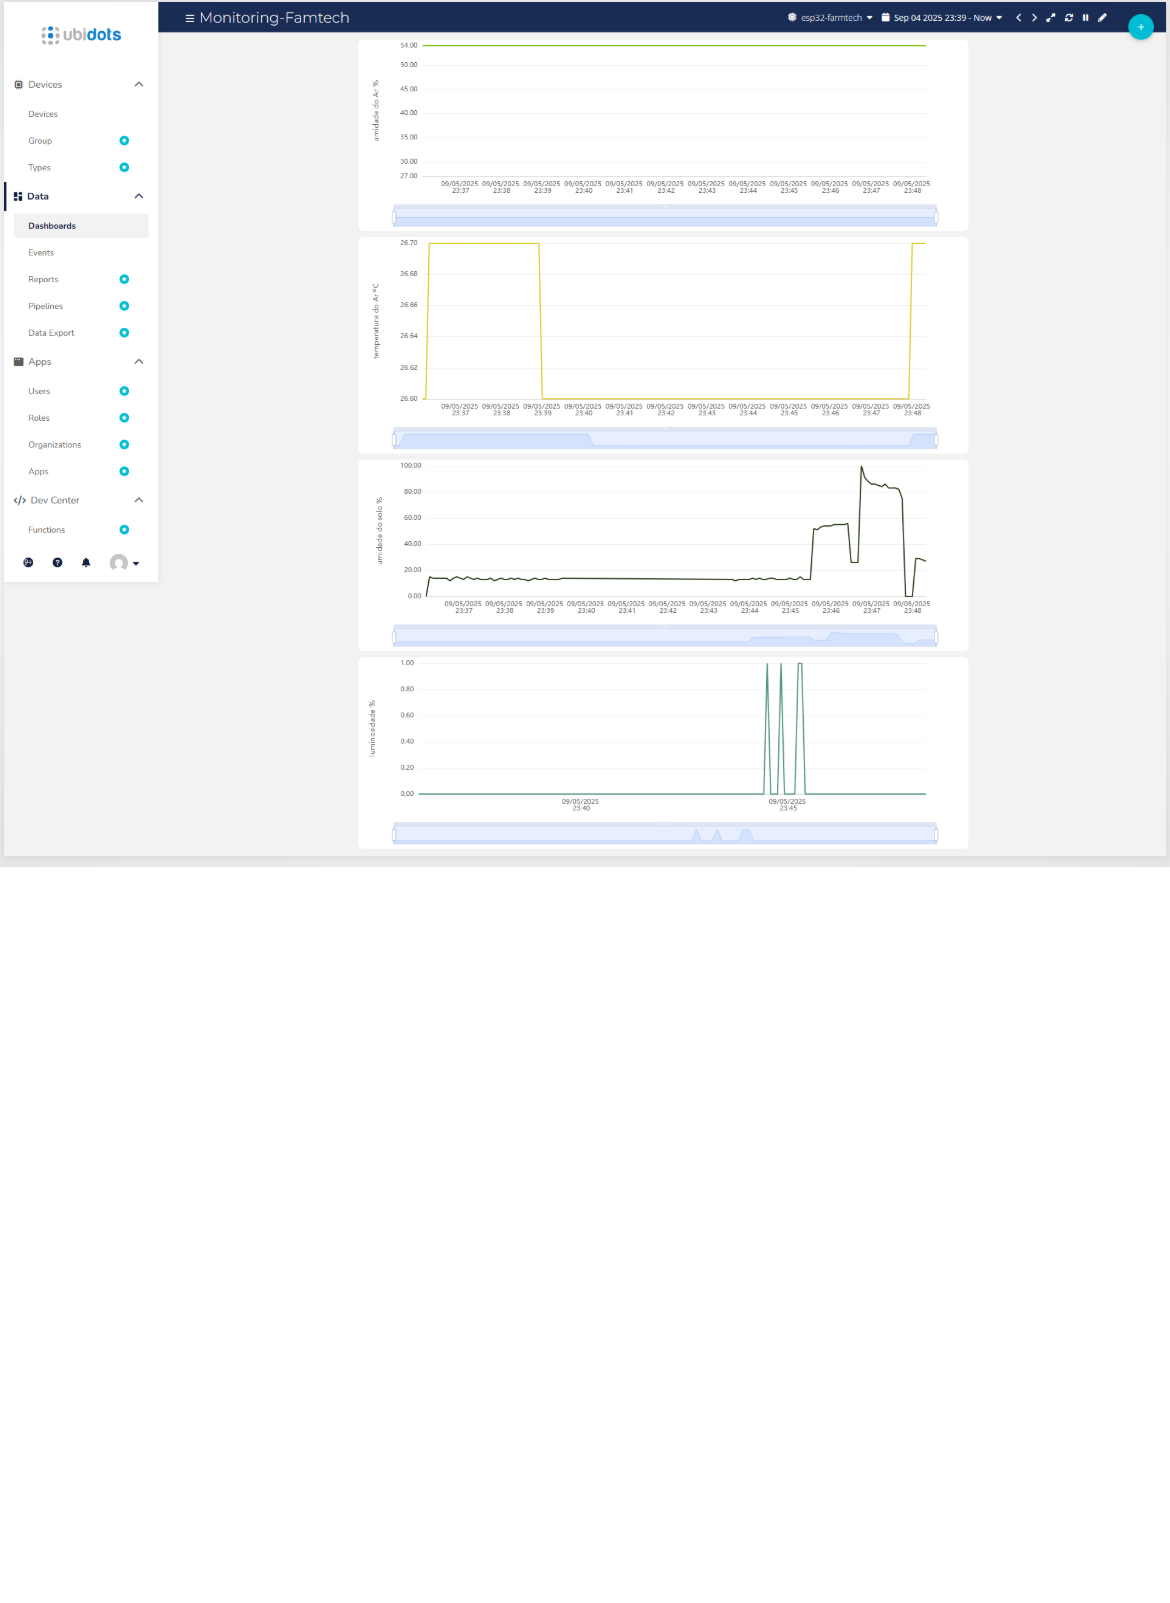 ubidots
Devices
Devices
Group
Types
Data
Dashboards
Events
Reports
Pipelines
Data Export
Apps
Users
Roles
Organizations
Apps
Dev Center
Functions
Monitoring-Famtech
esp32-farmtech
Sep 04 2025 23:39 - Now
umidade do Ar %
54.00
50.00
45.00
40.00
35.00
30.00
27.00
09/05/2025 09/05/2025 09/05/2025 09/05/2025 09/05/2025 09/05/2025 09/05/2025 09/05/2025 09/05/2025 09/05/2025 09/05/2025 09/05/2025
23:37 23:38 23:39 23:40 23:41 23:42 23:43 23:44 23:45 23:46 23:47 23:48
temperatura do Ar ºC
26.70
26.68
26.66
26.64
26.62
26.60
09/05/2025 09/05/2025 09/05/2025 09/05/2025 09/05/2025 09/05/2025 09/05/2025 09/05/2025 09/05/2025 09/05/2025 09/05/2025 09/05/2025
23:37 23:38 23:39 23:40 23:41 23:42 23:43 23:44 23:45 23:46 23:47 23:48
umidade do solo %
100.00
80.00
60.00
40.00
20.00
0.00
09/05/2025 09/05/2025 09/05/2025 09/05/2025 09/05/2025 09/05/2025 09/05/2025 09/05/2025 09/05/2025 09/05/2025 09/05/2025 09/05/2025
23:37 23:38 23:39 23:40 23:41 23:42 23:43 23:44 23:45 23:46 23:47 23:48
luminosidade %
1.00
0.80
0.60
0.40
0.20
0.00
09/05/2025 09/05/2025
23:40 23:45